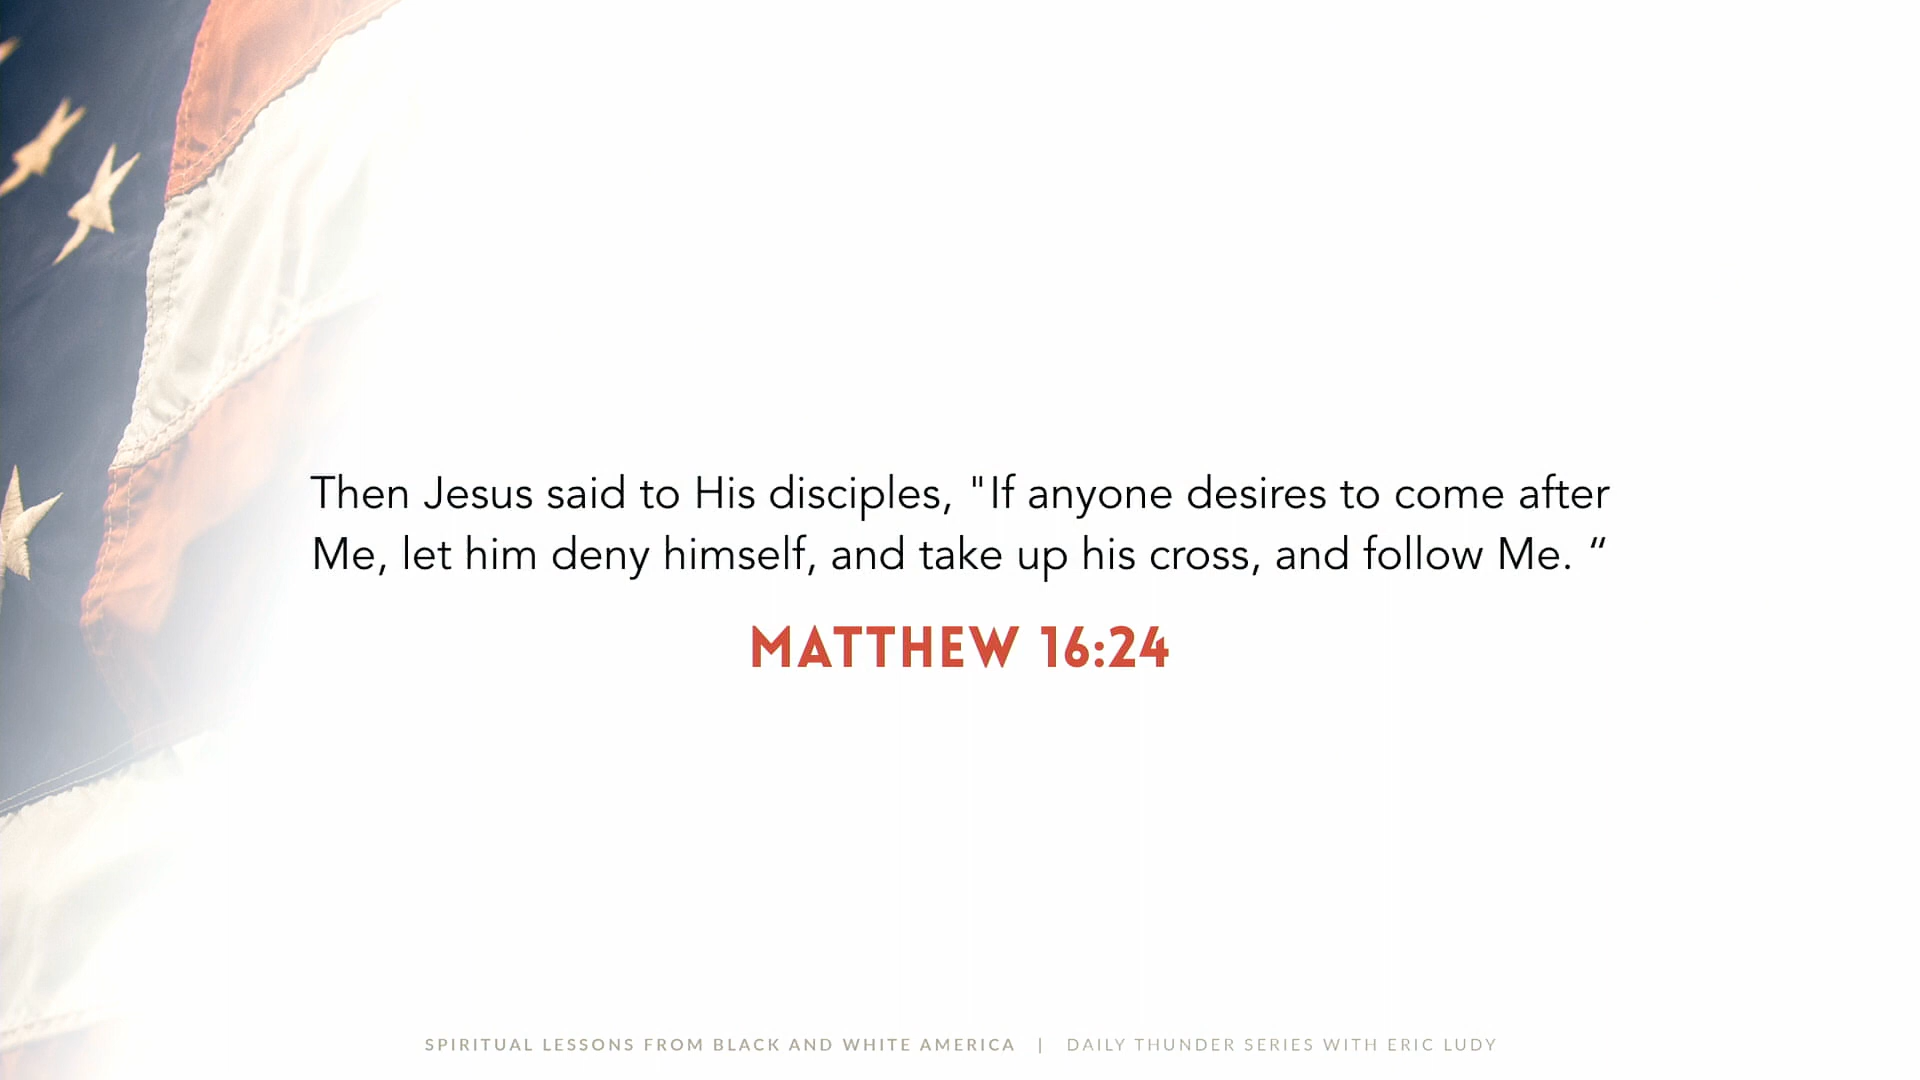 Then Jesus said to His disciples, "If anyone desires to come after
Me, let him deny himself, and take up his cross, and follow Me. “
MATTHEW 16:24
SPIRITUAL LESSONS FROM BLACK AND WHITE AMERICA | DAILY THUNDER SERIES WITH ERIC LUDY